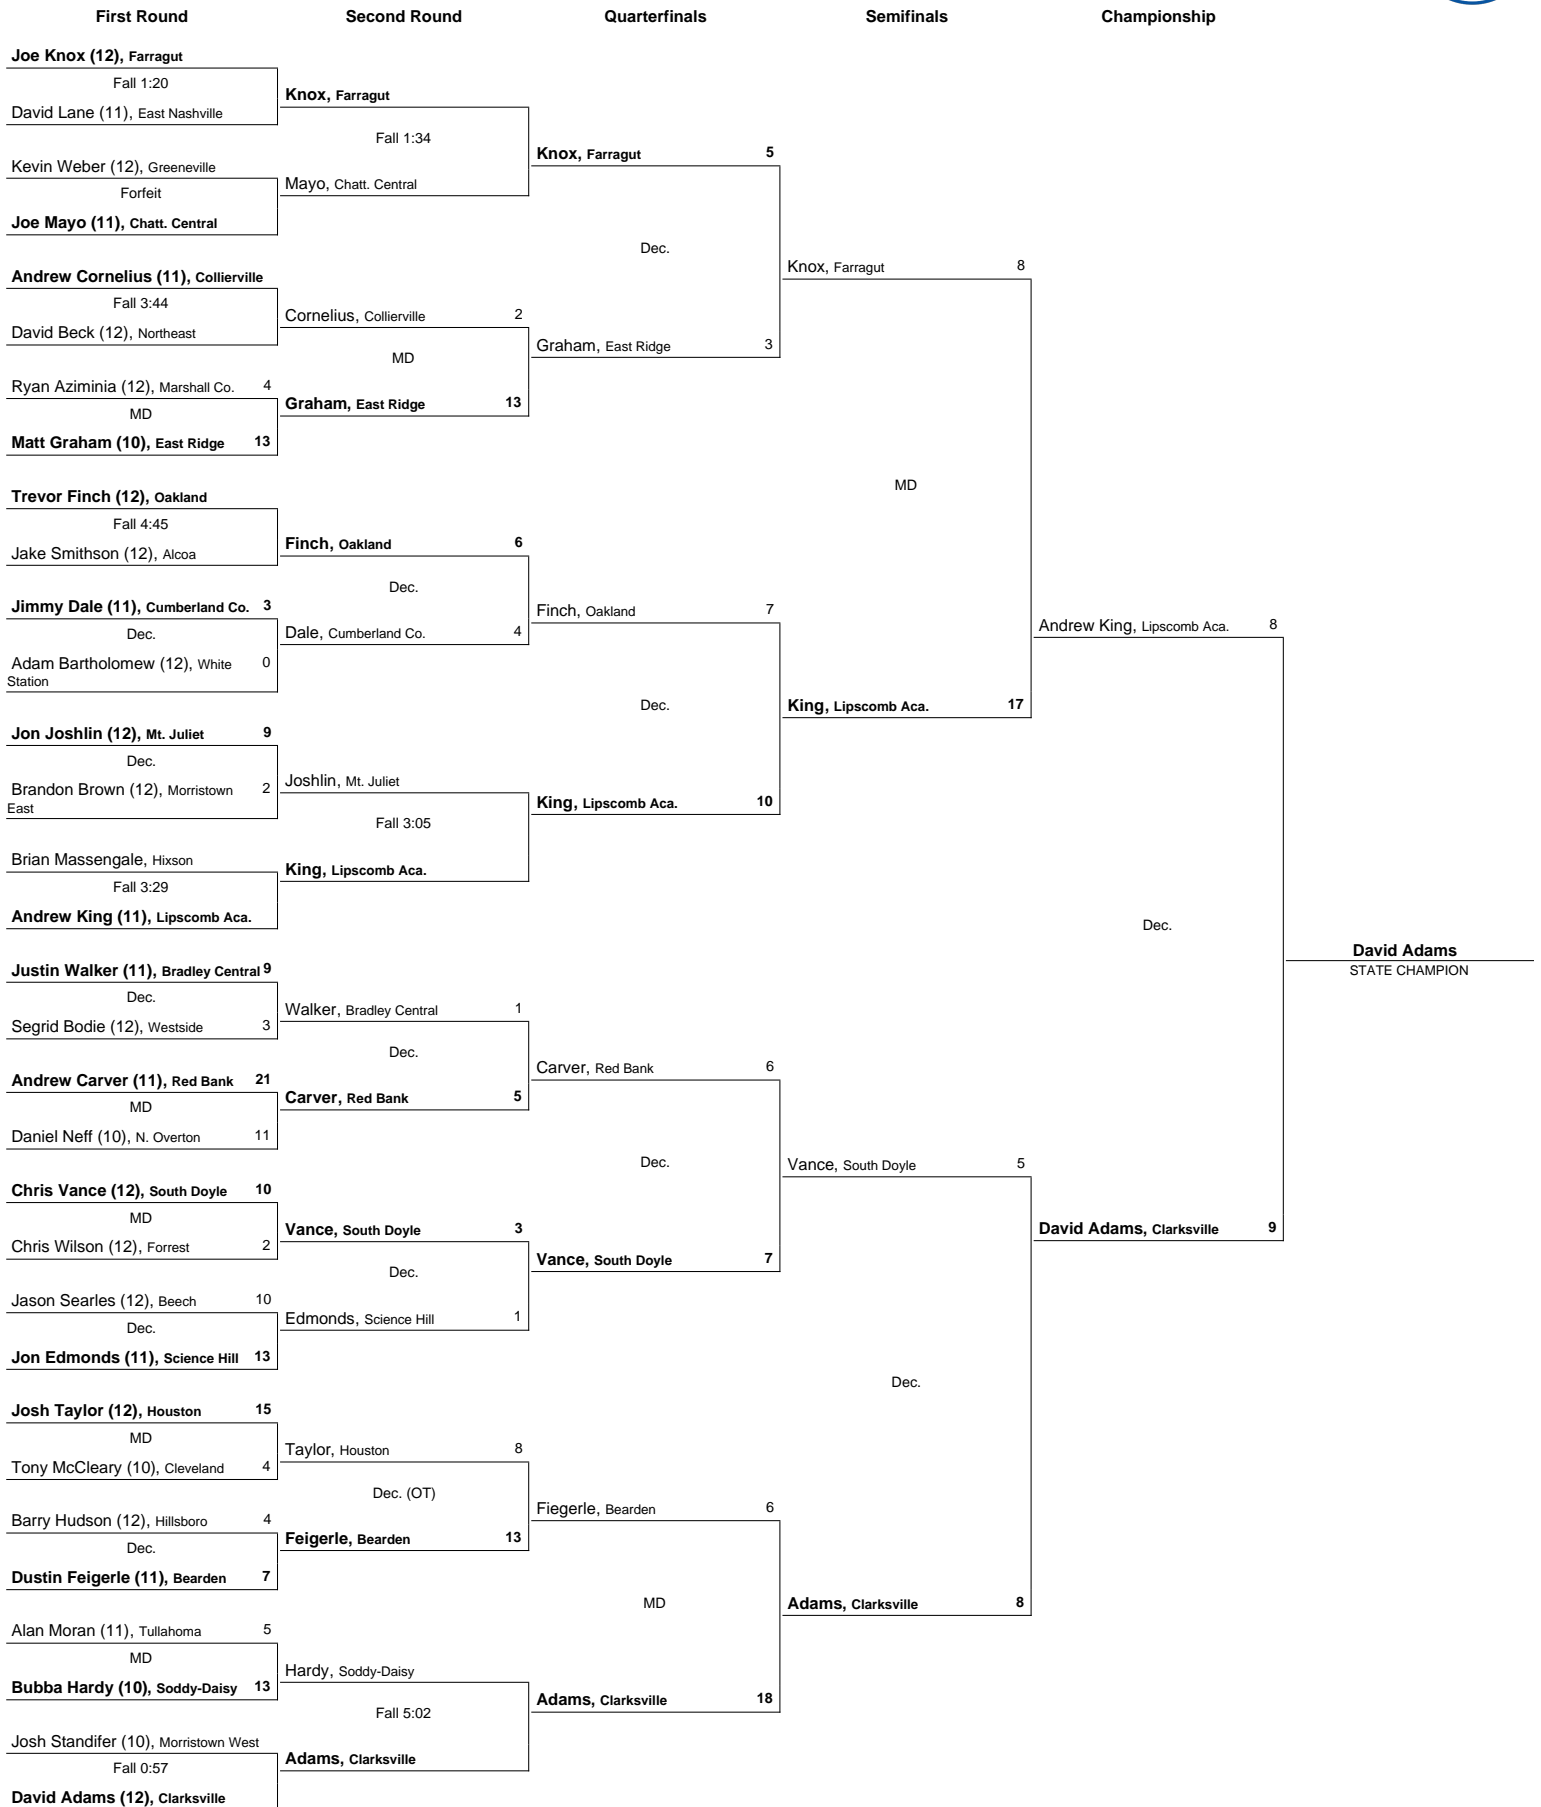 First Round Second Round Quarterfinals Semifinals Championship
Joe Knox (12), Farragut
Fall 1:20
David Lane (11), East Nashville
Kevin Weber (12), Greeneville
Forfeit
Joe Mayo (11), Chatt. Central
Andrew Cornelius (11), Collierville
Fall 3:44
David Beck (12), Northeast
Ryan Aziminia (12), Marshall Co. 4
MD
Matt Graham (10), East Ridge 13
Trevor Finch (12), Oakland
Fall 4:45
Jake Smithson (12), Alcoa
Jimmy Dale (11), Cumberland Co. 3
Dec.
Adam Bartholomew (12), White 0
Station
Jon Joshlin (12), Mt. Juliet 9
Dec.
Brandon Brown (12), Morristown 2
East
Brian Massengale, Hixson
Fall 3:29
Andrew King (11), Lipscomb Aca.
Justin Walker (11), Bradley Central 9
Dec.
Segrid Bodie (12), Westside 3
Andrew Carver (11), Red Bank 21
MD
Daniel Neff (10), N. Overton 11
Chris Vance (12), South Doyle 10
MD
Chris Wilson (12), Forrest 2
Jason Searles (12), Beech 10
Dec.
Jon Edmonds (11), Science Hill 13
Josh Taylor (12), Houston 15
MD
Tony McCleary (10), Cleveland 4
Barry Hudson (12), Hillsboro 4
Dec.
Dustin Feigerle (11), Bearden 7
Alan Moran (11), Tullahoma 5
MD
Bubba Hardy (10), Soddy-Daisy 13
Josh Standifer (10), Morristown West
Fall 0:57
David Adams (12), Clarksville
Knox, Farragut
Fall 1:34
Mayo, Chatt. Central
Cornelius, Collierville 2
MD
Graham, East Ridge 13
Finch, Oakland 6
Dec.
Dale, Cumberland Co. 4
Joshlin, Mt. Juliet
Fall 3:05
King, Lipscomb Aca.
Walker, Bradley Central 1
Dec.
Carver, Red Bank 5
Vance, South Doyle 3
Dec.
Edmonds, Science Hill 1
Taylor, Houston 8
Dec. (OT)
Feigerle, Bearden 13
Hardy, Soddy-Daisy
Fall 5:02
Adams, Clarksville
Knox, Farragut 5
Dec.
Graham, East Ridge 3
Finch, Oakland 7
Dec.
King, Lipscomb Aca. 10
Carver, Red Bank 6
Dec.
Vance, South Doyle 7
Fiegerle, Bearden 6
MD
Adams, Clarksville 18
Knox, Farragut 8
MD
King, Lipscomb Aca. 17
Vance, South Doyle 5
Dec.
Adams, Clarksville 8
Andrew King, Lipscomb Aca. 8
Dec.
David Adams, Clarksville 9
David Adams
STATE CHAMPION